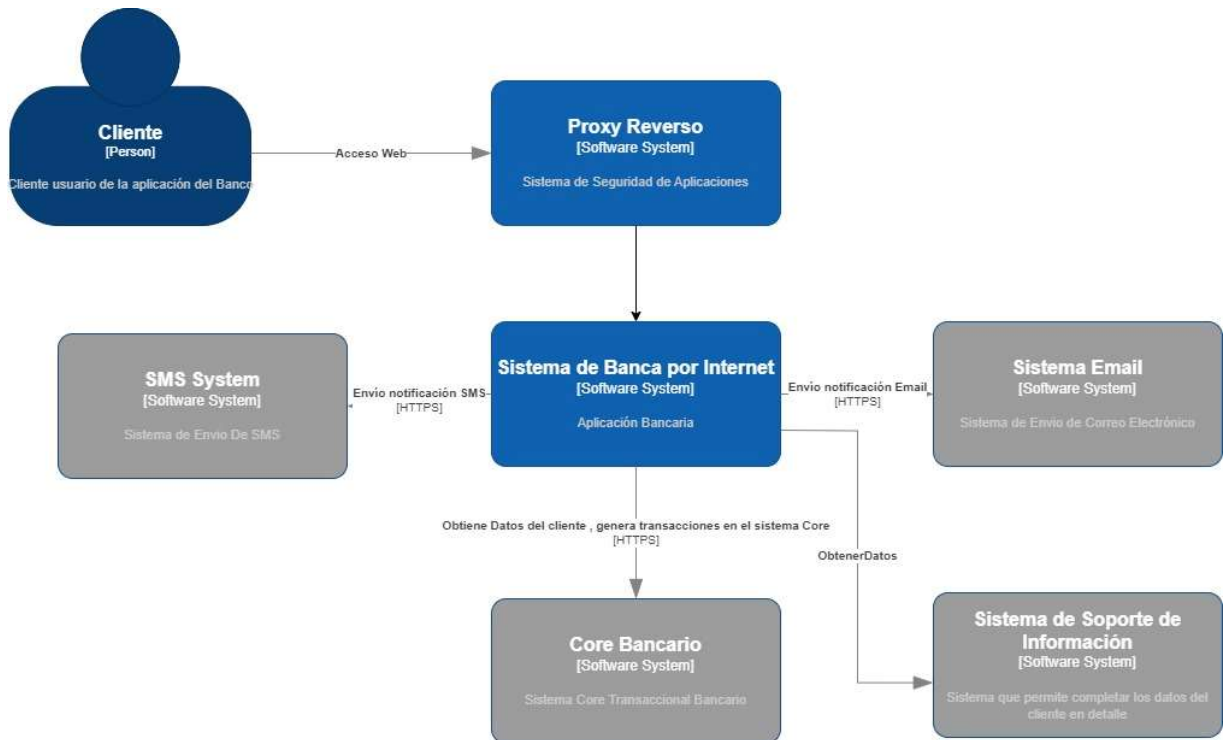 Cliente
[Person]
Cliente usuario de la aplicación del Banco
Acceso Web
Proxy Reverso
[Software System]
Sistema de Seguridad de Aplicaciones
SMS System
[Software System]
Sistema de Envio De SMS
Envío notificación SMS
[HTTPS]
Sistema de Banca por Internet
[Software System]
Aplicación Bancaria
Envío notificación Email
[HTTPS]
Sistema Email
[Software System]
Sistema de Envio de Correo Electrónico
Obtiene Datos del cliente , genera transacciones en el sistema Core
[HTTPS]
ObtenerDatos
Core Bancario
[Software System]
Sistema Core Transaccional Bancario
Sistema de Soporte de
Información
[Software System]
Sistema que permite completar los datos del
cliente en detalle